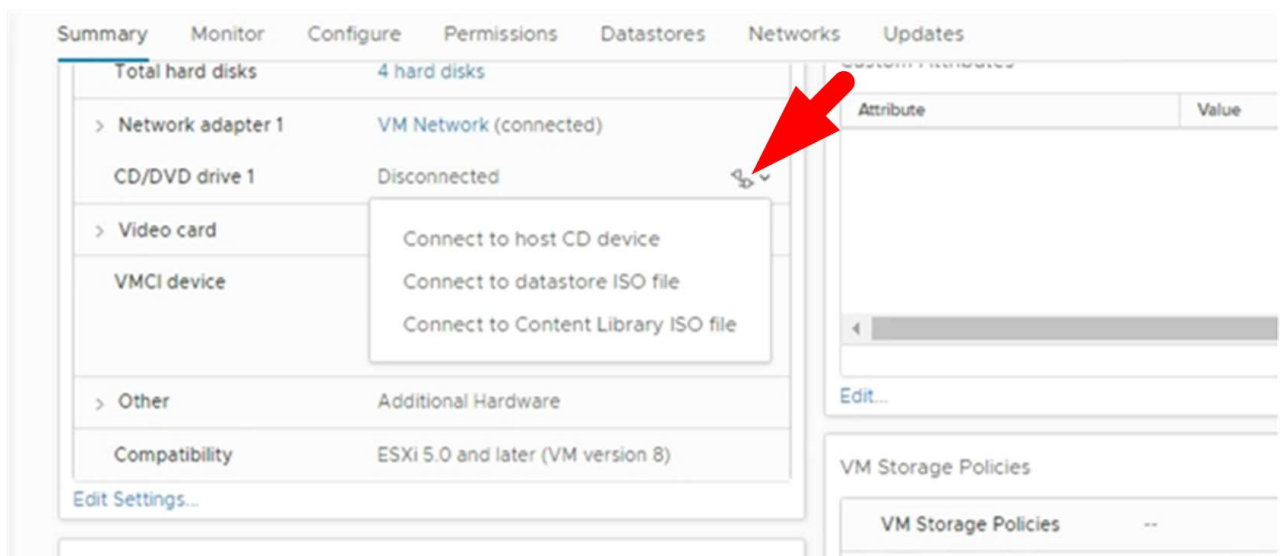 Summary Monitor Configure Permissions Datastores Networks Updates
Total hard disks 4 hard disks
Custom Attributes
Attribute Value
> Network adapter 1 VM Network (connected)
CD/DVD drive 1 Disconnected
> Video card
Connect to host CD device
VMCI device
Connect to datastore ISO file
Connect to Content Library ISO file
> Other Additional Hardware
Compatibility ESXi 5.0 and later (VM version 8)
Edit Settings...
Edit...
VM Storage Policies
VM Storage Policies --